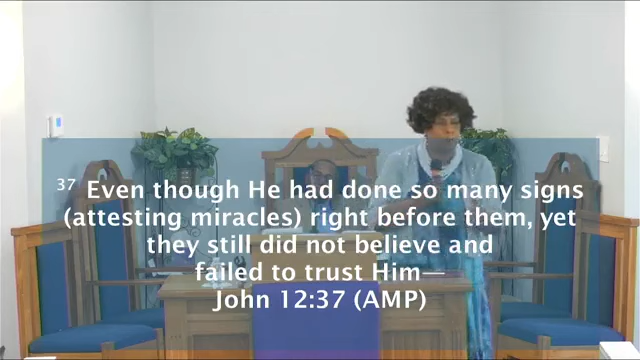 37 Even though He had done so many signs
(attesting miracles) right before them, yet
they still did not believe and
failed to trust Him—
John 12:37 (AMP)